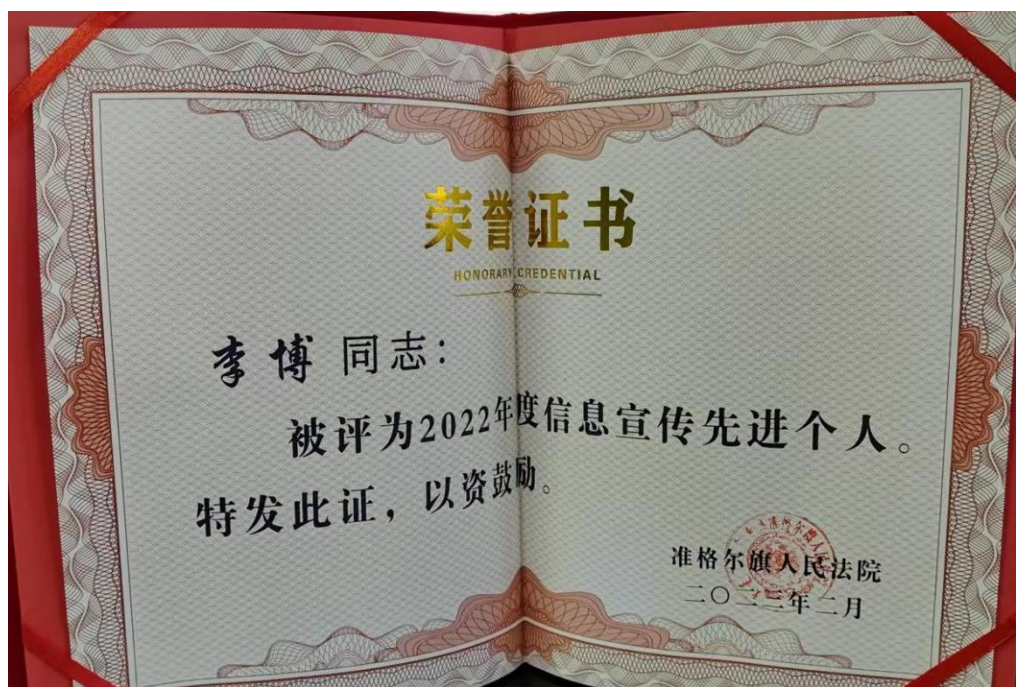 荣誉证书
HONORARY CREDENTIAL
李博 同志：
被评为2022年度信息宣传先进个人。
特发此证，以资鼓励。
准格尔旗人民法院
二〇二三年二月